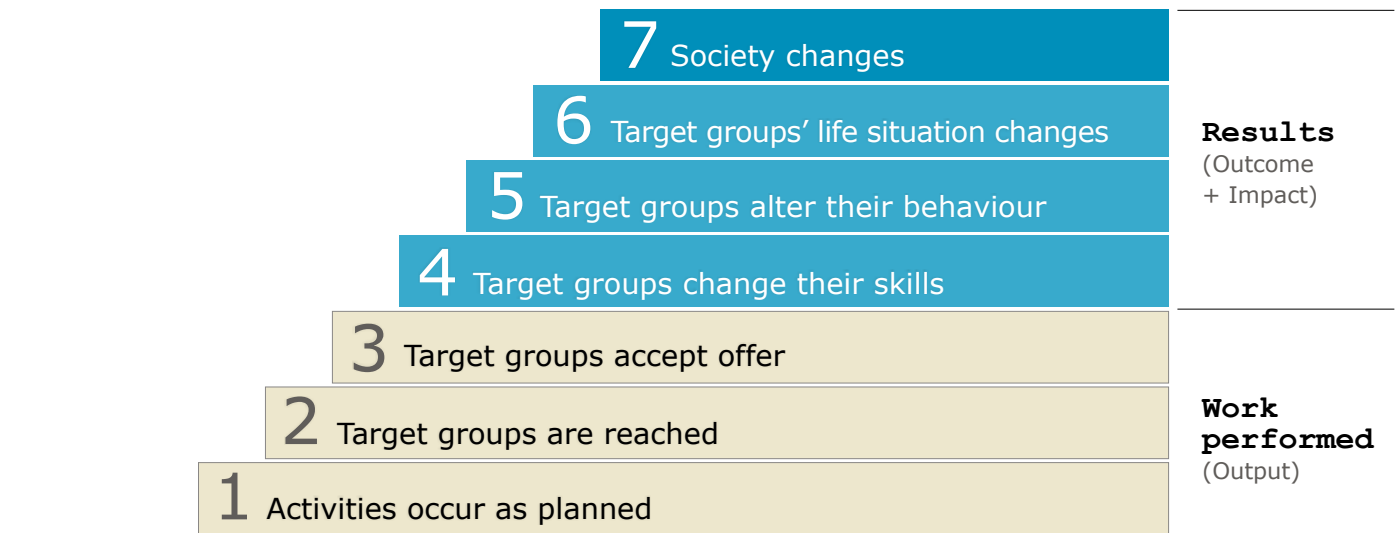 7 Society changes
6 Target groups’ life situation changes
5 Target groups alter their behaviour
4 Target groups change their skills
3 Target groups accept offer
2 Target groups are reached
1 Activities occur as planned
Results
(Outcome
+ Impact)
Work
performed
(Output)